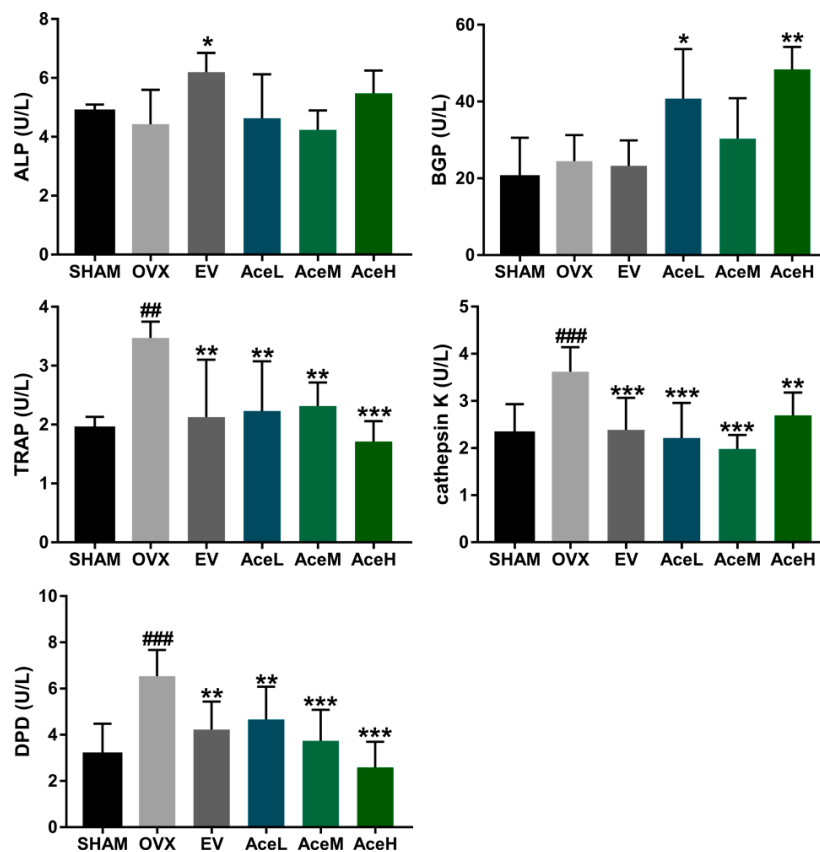 ALP (U/L)
8
6
4
2
0
*
SHAM OVX EV AceL AceM AceH
BGP (U/L)
60
40
20
0
* **
SHAM OVX EV AceL AceM AceH
TRAP (U/L)
4
3
2
1
0
## ** ** ** ***
SHAM OVX EV AceL AceM AceH
cathepsin K (U/L)
5
4
3
2
1
0
### *** *** *** **
SHAM OVX EV AceL AceM AceH
DPD (U/L)
10
8
6
4
2
0
### ** ** *** ***
SHAM OVX EV AceL AceM AceH